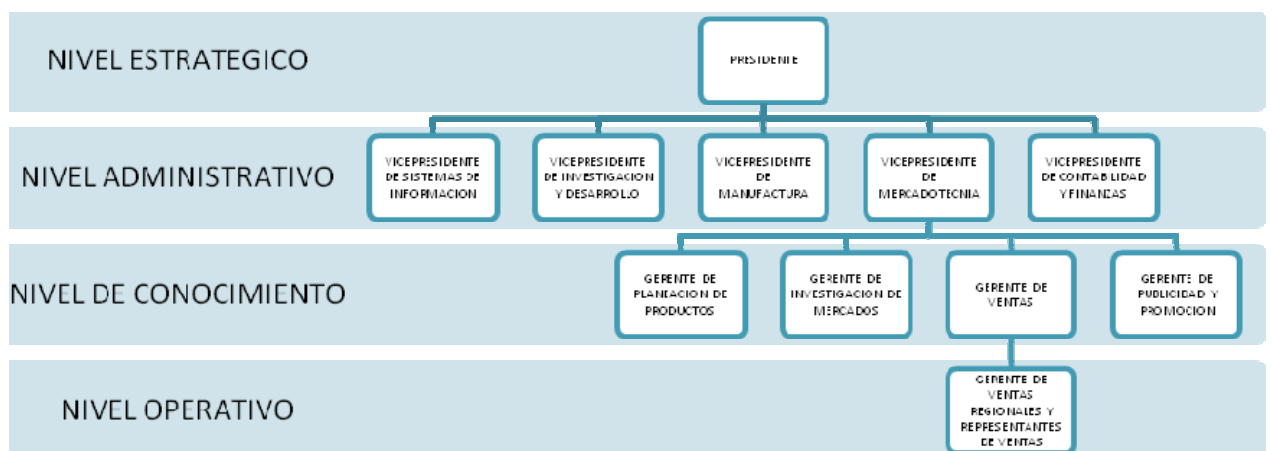 NIVEL ESTRATEGICO
PRESIDENTE
NIVEL ADMINISTRATIVO
VICEPRESIDENTE
DE SISTEMAS DE
INFORMACION
VICEPRESIDENTE
DE INVESTIGACION
Y DESARROLLO
VICEPRESIDENTE
DE
MANUFACTURA
VICEPRESIDENTE
DE
MERCADOTECNIA
VICEPRESIDENTE
DE CONTABILIDAD
Y FINANZAS
NIVEL DE CONOCIMIENTO
GERENTE DE
PLANEACION DE
PRODUCTOS
GERENTE DE
INVESTIGACION DE
MERCADOS
GERENTE DE
VENTAS
GERENTE DE
PUBLICIDAD Y
PROMOCION
NIVEL OPERATIVO
GERENTE DE
VENTAS
REGIONALES Y
REPRESENTANTES
DE VENTAS